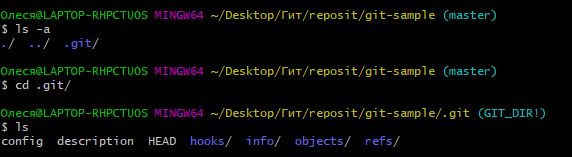 Олеся@LAPTOP-RHPCTUOS MINGW64 ~/Desktop/Гит/reposit/git-sample (master)
$ ls -a
./  ../  .git/
Олеся@LAPTOP-RHPCTUOS MINGW64 ~/Desktop/Гит/reposit/git-sample (master)
$ cd .git/
Олеся@LAPTOP-RHPCTUOS MINGW64 ~/Desktop/Гит/reposit/git-sample/.git (GIT_DIR!)
$ ls
config  description  HEAD  hooks/  info/  objects/  refs/